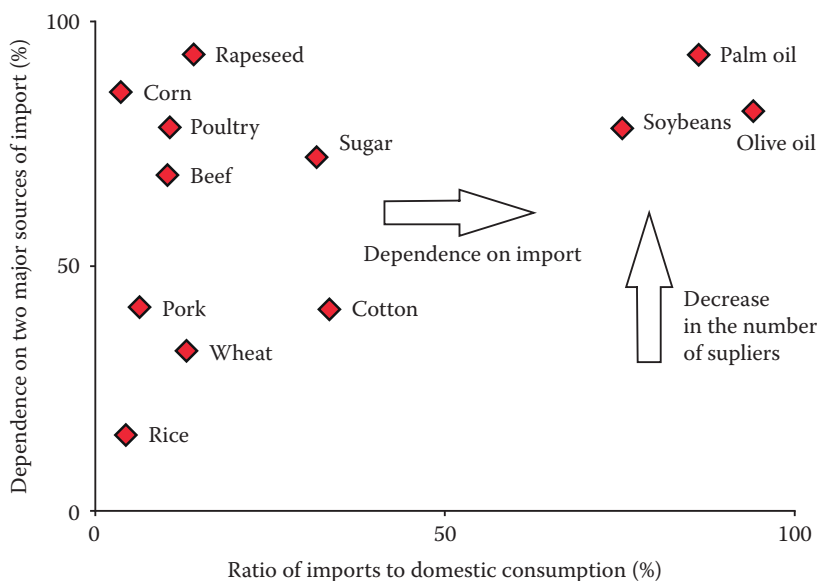 Dependence on two major sources of import (%)
100
50
0
Rapeseed
Palm oil
Corn
Poultry
Sugar
Soybeans
Olive oil
Beef
Dependence on import
Pork
Cotton
Decrease
in the number
of supliers
Wheat
Rice
0
50
100
Ratio of imports to domestic consumption (%)